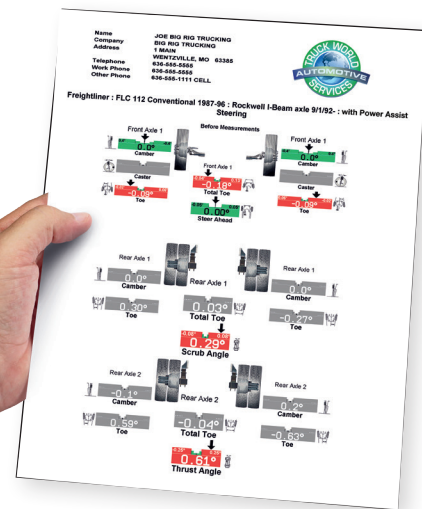 Name JOE BIG RIG TRUCKING
Company BIG RIG TRUCKING
Address 1 MAIN
WENTZVILLE, MO 63385
Telephone 636-555-5555
Work Phone 636-555-5555
Other Phone 636-555-1111 CELL
TRUCK WORLD
AUTOMOTIVE
SERVICES
Freightliner : FLC 112 Conventional 1987-96 : Rockwell I-Beam axle 9/1/92- : with Power Assist
Steering
Before Measurements
Front Axle 1 Front Axle 1
0.0° 0.0°
Camber Camber
Front Axle 1
Caster Caster
-0.18°
Total Toe
-0.09° -0.09°
Toe Toe
0.00°
Steer Ahead
Rear Axle 1 Rear Axle 1
Rear Axle 1
0.0° 0.0°
Camber Camber
0.30° 0.03° -0.27°
Toe Total Toe Toe
0.29°
Scrub Angle
Rear Axle 2 Rear Axle 2
Rear Axle 2
-0.1° 0.2°
Camber Camber
0.59° -0.04° -0.63°
Toe Total Toe Toe
0.61°
Thrust Angle